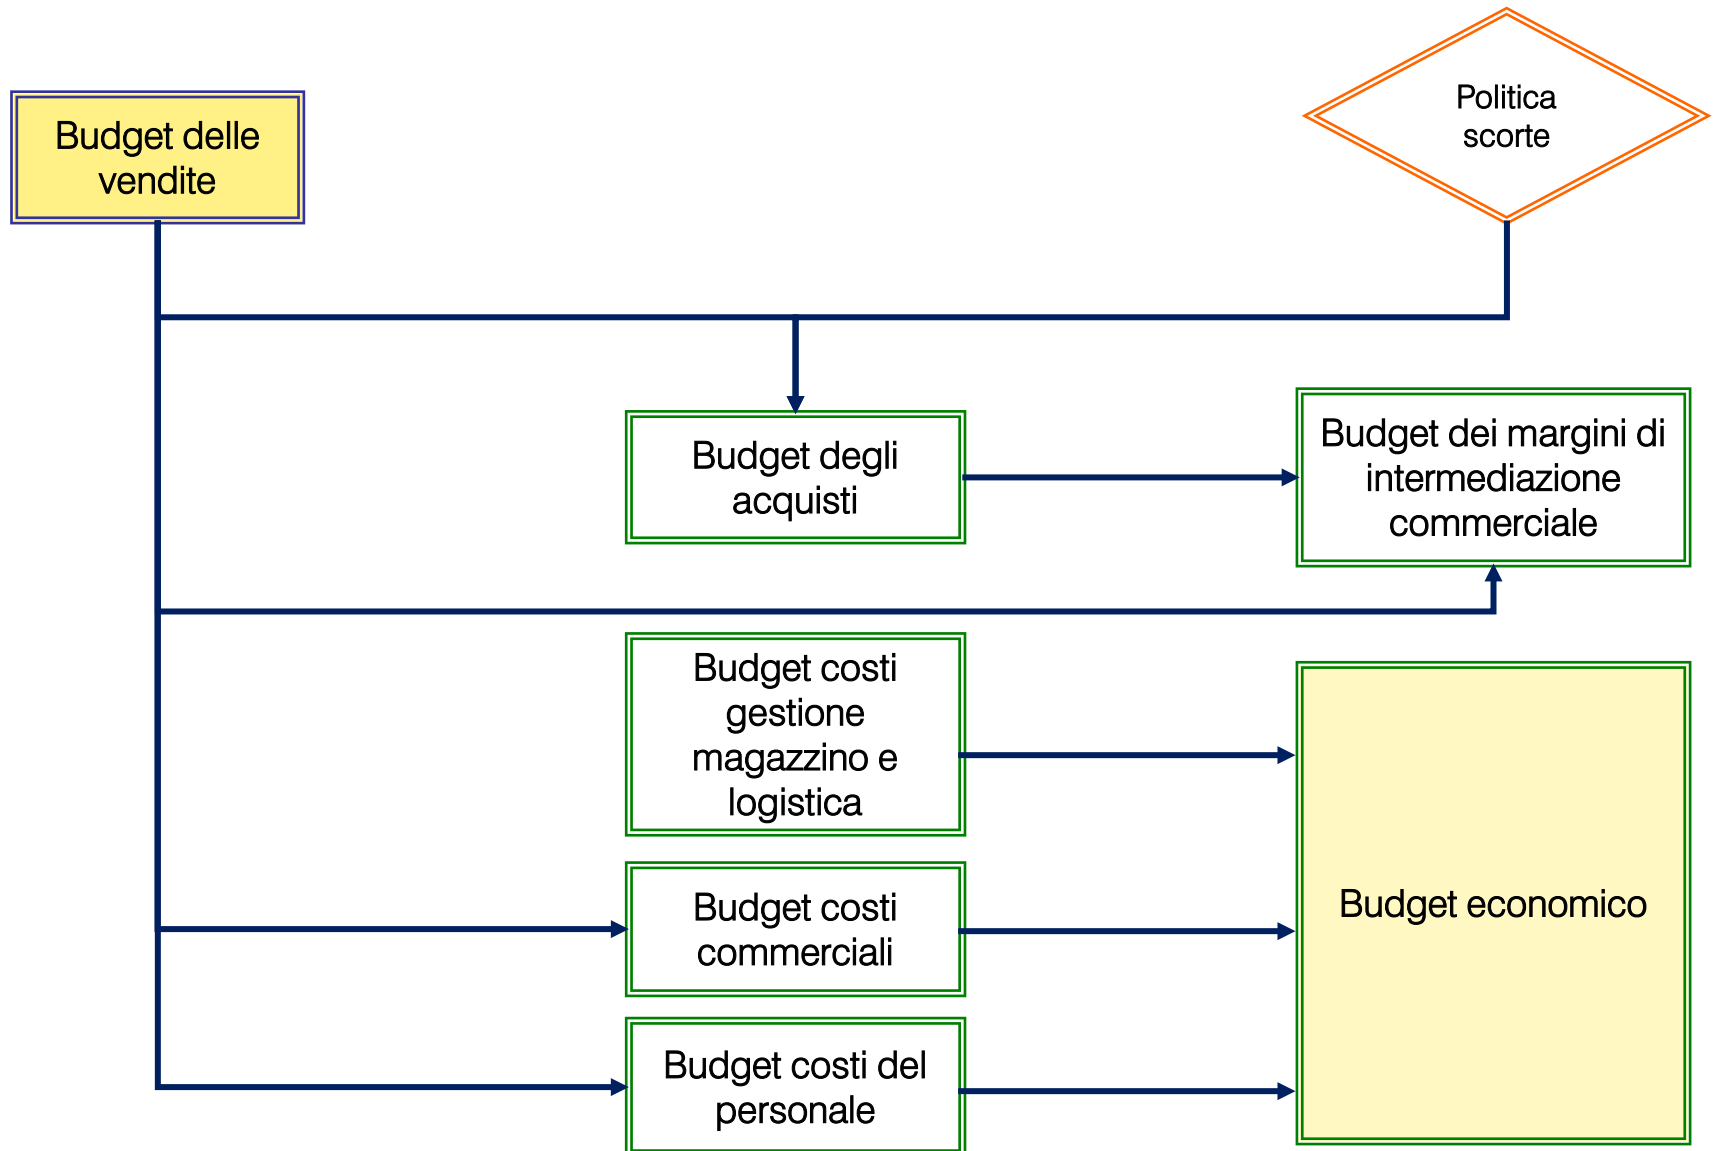 Politica
scorte
Budget delle
vendite
Budget degli
acquisti
Budget dei margini di
intermediazione
commerciale
Budget costi
gestione
magazzino e
logistica
Budget costi
commerciali
Budget economico
Budget costi del
personale